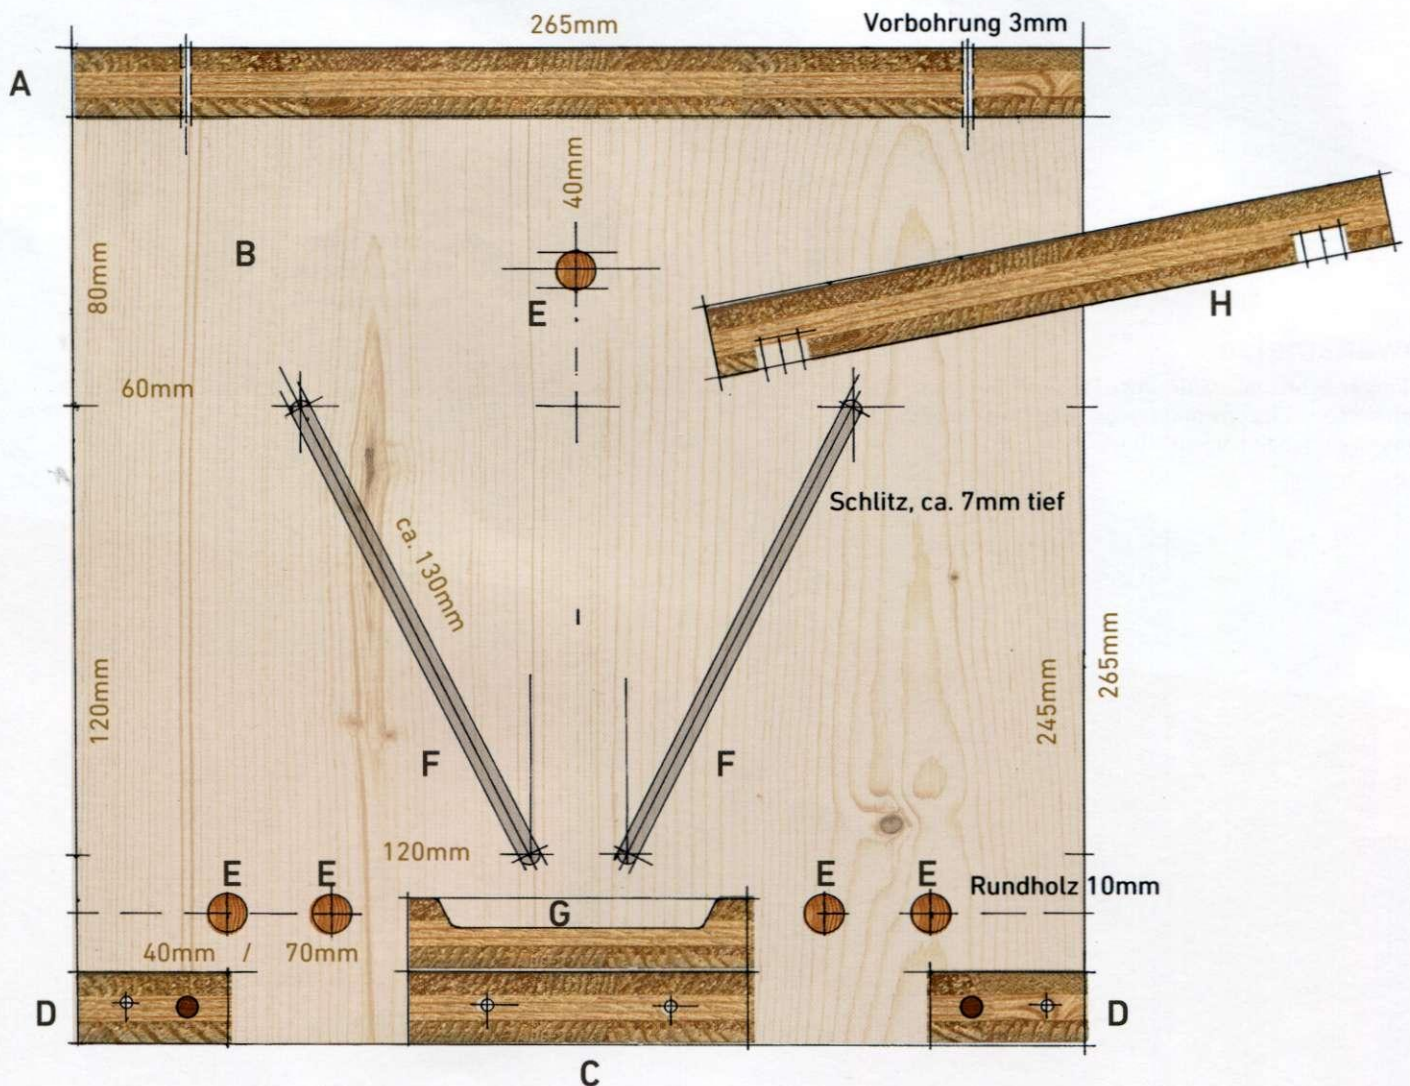 265mm
Vorbohrung 3mm
A
40mm
B
80mm
E
H
60mm
Schlitz, ca. 7mm tief
ca. 130mm
120mm
245mm
265mm
F
F
120mm
E
E
E
E
Rundholz 10mm
G
40mm / 70mm
D
D
C